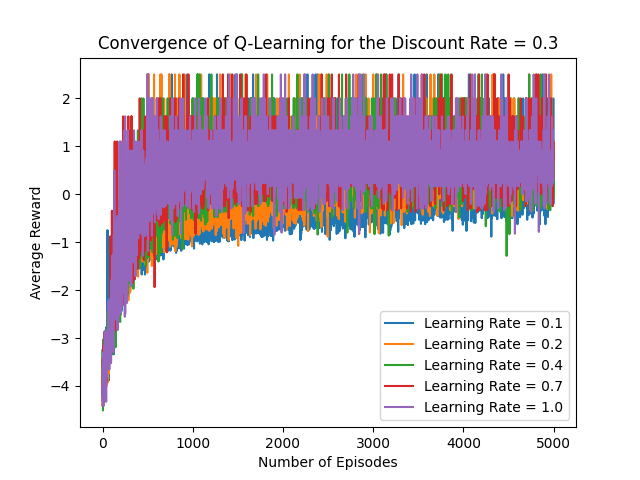 Convergence of Q-Learning for the Discount Rate = 0.3
Average Reward
2
1
0
−1
−2
−3
−4
Learning Rate = 0.1
Learning Rate = 0.2
Learning Rate = 0.4
Learning Rate = 0.7
Learning Rate = 1.0
0 1000 2000 3000 4000 5000
Number of Episodes